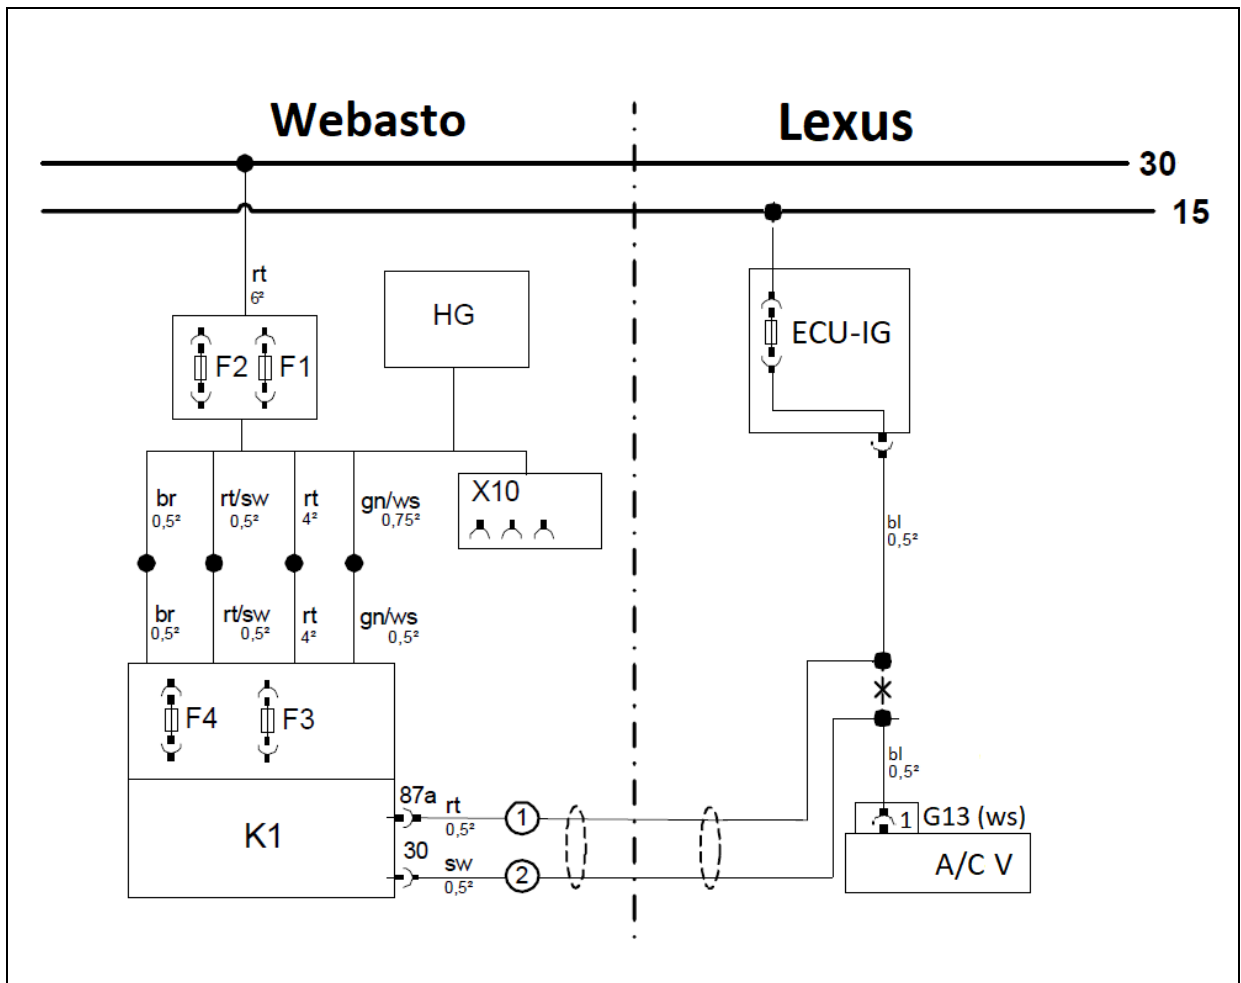 Webasto
Lexus
30
15
rt
6²
HG
F2
F1
ECU-IG
X10
br
0,5²
rt/sw
0,5²
rt
4²
gn/ws
0,75²
bl
0,5²
br
0,5²
rt/sw
0,5²
rt
4²
gn/ws
0,5²
F4
F3
bl
0,5²
87a
rt
0,5²
1
1
G13 (ws)
K1
30
sw
0,5²
2
A/C V